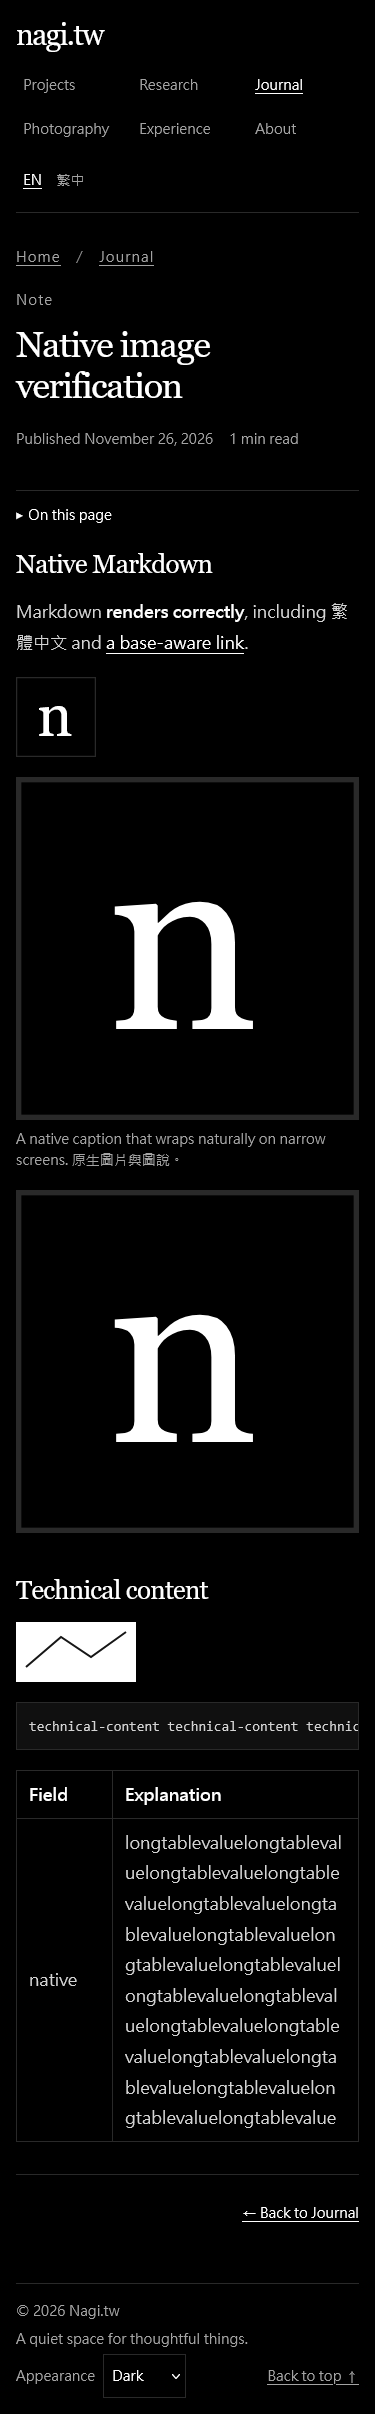 nagi.tw
Projects Research Journal
Photography Experience About
EN 繁中
Home / Journal
Note
Native image
verification
Published November 26, 2026 1 min read
▸ On this page
Native Markdown
Markdown renders correctly, including 繁
體中文 and a base-aware link.
n
n
A native caption that wraps naturally on narrow
screens. 原生圖片與圖說。
n
Technical content
technical-content technical-content technic
Field Explanation
native
longtablevaluelongtableval
uelongtablevaluelongtable
valuelongtablevaluelongta
blevaluelongtablevaluelon
gtablevaluelongtablevaluel
ongtablevaluelongtableval
uelongtablevaluelongtable
valuelongtablevaluelongta
blevaluelongtablevaluelon
gtablevaluelongtablevalue
← Back to Journal
© 2026 Nagi.tw
A quiet space for thoughtful things.
Appearance Dark Back to top ↑